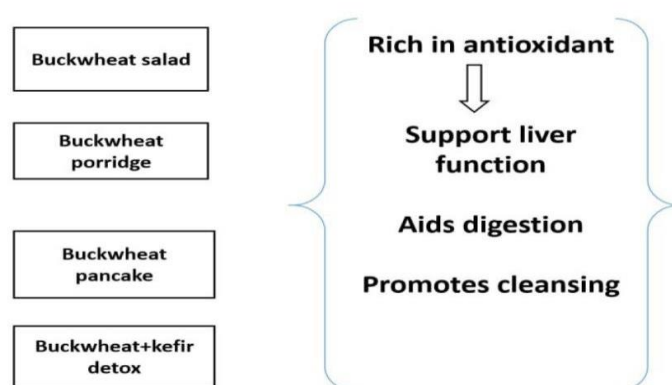 Buckwheat salad
Buckwheat
porridge
Buckwheat
pancake
Buckwheat+kefir
detox
Rich in antioxidant
Support liver
function
Aids digestion
Promotes cleansing